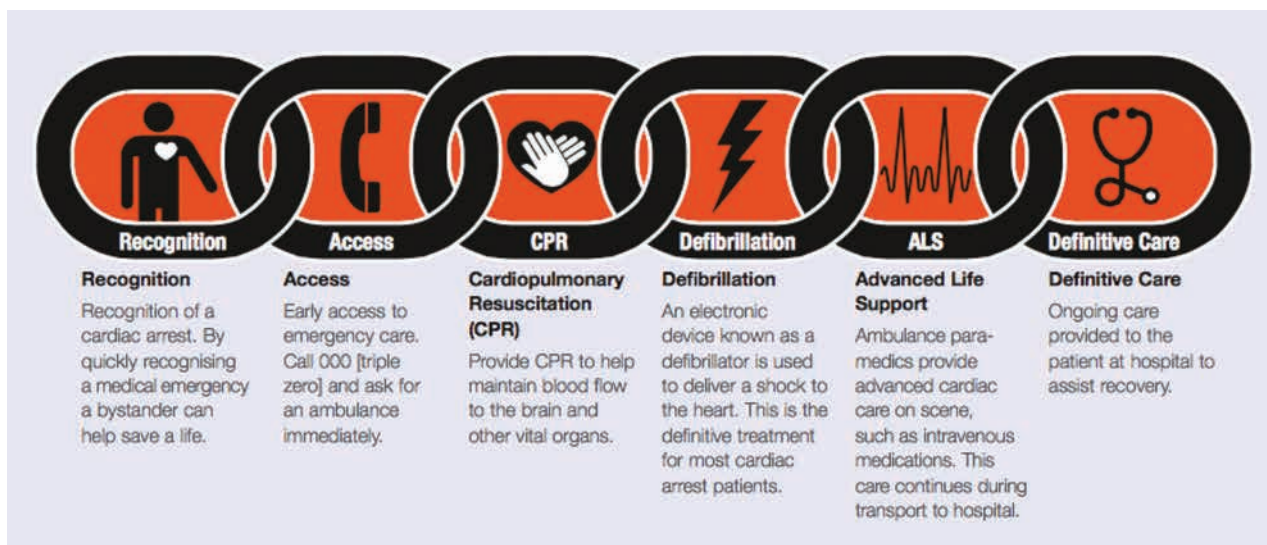 Recognition
Access
CPR
Defibrillation
ALS
Definitive Care
Recognition
Recognition of a
cardiac arrest. By
quickly recognising
a medical emergency
a bystander can
help save a life.
Access
Early access to
emergency care.
Call 000 [triple
zero] and ask for
an ambulance
immediately.
Cardiopulmonary
Resuscitation
(CPR)
Provide CPR to help
maintain blood flow
to the brain and
other vital organs.
Defibrillation
An electronic
device known as a
defibrillator is used
to deliver a shock to
the heart. This is the
definitive treatment
for most cardiac
arrest patients.
Advanced Life
Support
Ambulance para-
medics provide
advanced cardiac
care on scene,
such as intravenous
medications. This
care continues during
transport to hospital.
Definitive Care
Ongoing care
provided to the
patient at hospital to
assist recovery.